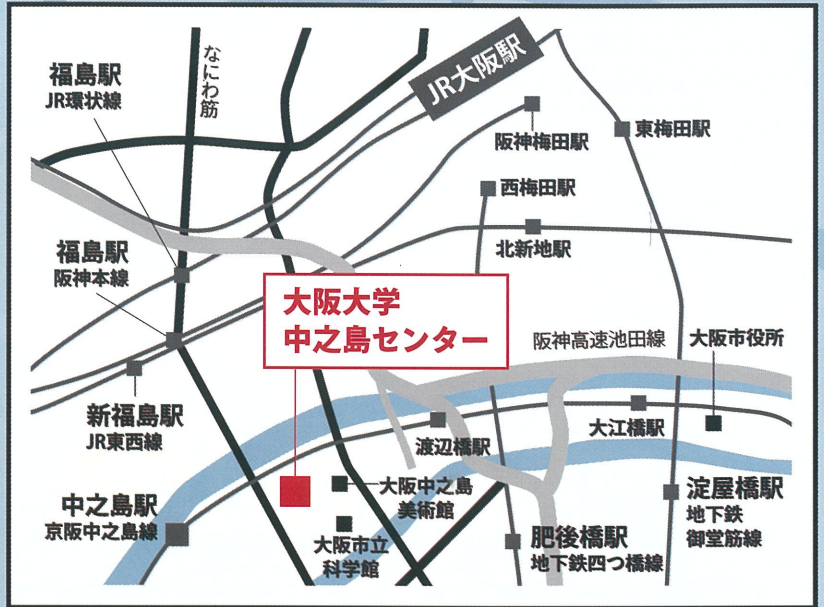 福島駅
JR環状線
なにわ筋
JR大阪駅
阪神梅田駅
東梅田駅
西梅田駅
北新地駅
福島駅
阪神本線
大阪大学
中之島センター
阪神高速池田線
大阪市役所
新福島駅
JR東西線
渡辺橋駅
大江橋駅
中之島駅
京阪中之島線
大阪中之島
美術館
大阪市立
科学館
肥後橋駅
地下鉄四つ橋線
淀屋橋駅
地下鉄
御堂筋線